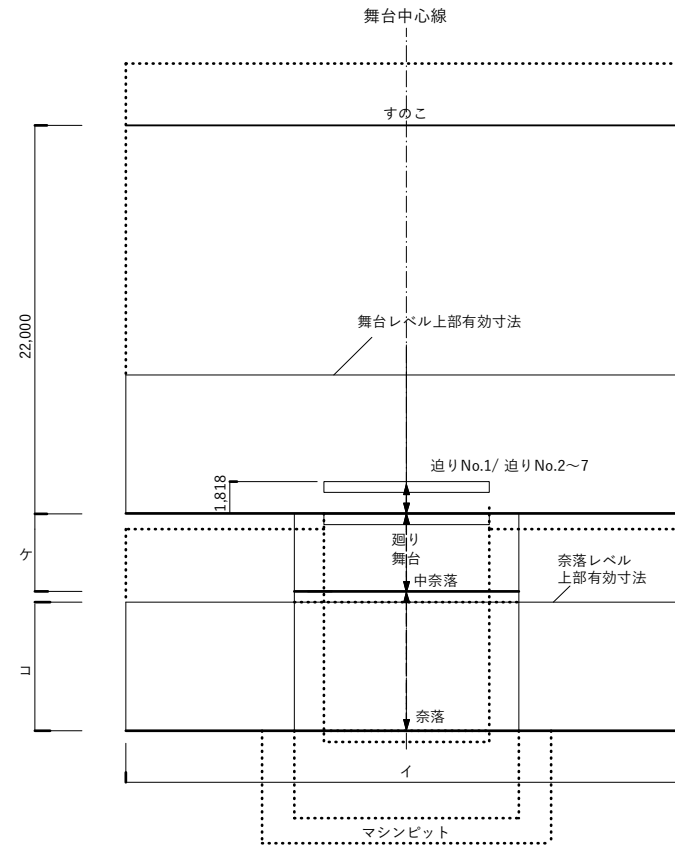 舞台中心線
すのこ
22,000
舞台レベル上部有効寸法
迫りNo.1/ 迫りNo.2〜7
1,818
廻り
舞台
ケ
中奈落
奈落レベル
上部有効寸法
コ
奈落
イ
マシンピット